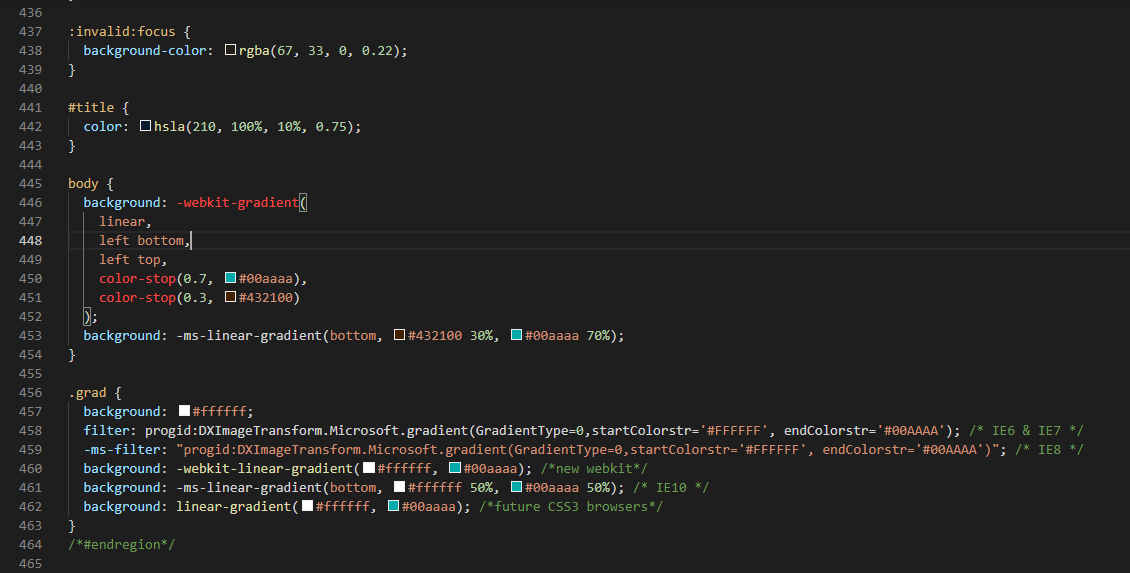 436
437 :invalid:focus {
438 background-color: rgba(67, 33, 0, 0.22);
439 }
440
441 #title {
442 color: hsla(210, 100%, 10%, 0.75);
443 }
444
445 body {
446 background: -webkit-gradient(
447 linear,
448 left bottom,
449 left top,
450 color-stop(0.7, #00aaaa),
451 color-stop(0.3, #432100)
452 );
453 background: -ms-linear-gradient(bottom, #432100 30%, #00aaaa 70%);
454 }
455
456 .grad {
457 background: #ffffff;
458 filter: progid:DXImageTransform.Microsoft.gradient(GradientType=0,startColorstr='#FFFFFF', endColorstr='#00AAAA'); /* IE6 & IE7 */
459 -ms-filter: "progid:DXImageTransform.Microsoft.gradient(GradientType=0,startColorstr='#FFFFFF', endColorstr='#00AAAA')"; /* IE8 */
460 background: -webkit-linear-gradient(#ffffff, #00aaaa); /*new webkit*/
461 background: -ms-linear-gradient(bottom, #ffffff 50%, #00aaaa 50%); /* IE10 */
462 background: linear-gradient(#ffffff, #00aaaa); /*future CSS3 browsers*/
463 }
464 /*#endregion*/
465